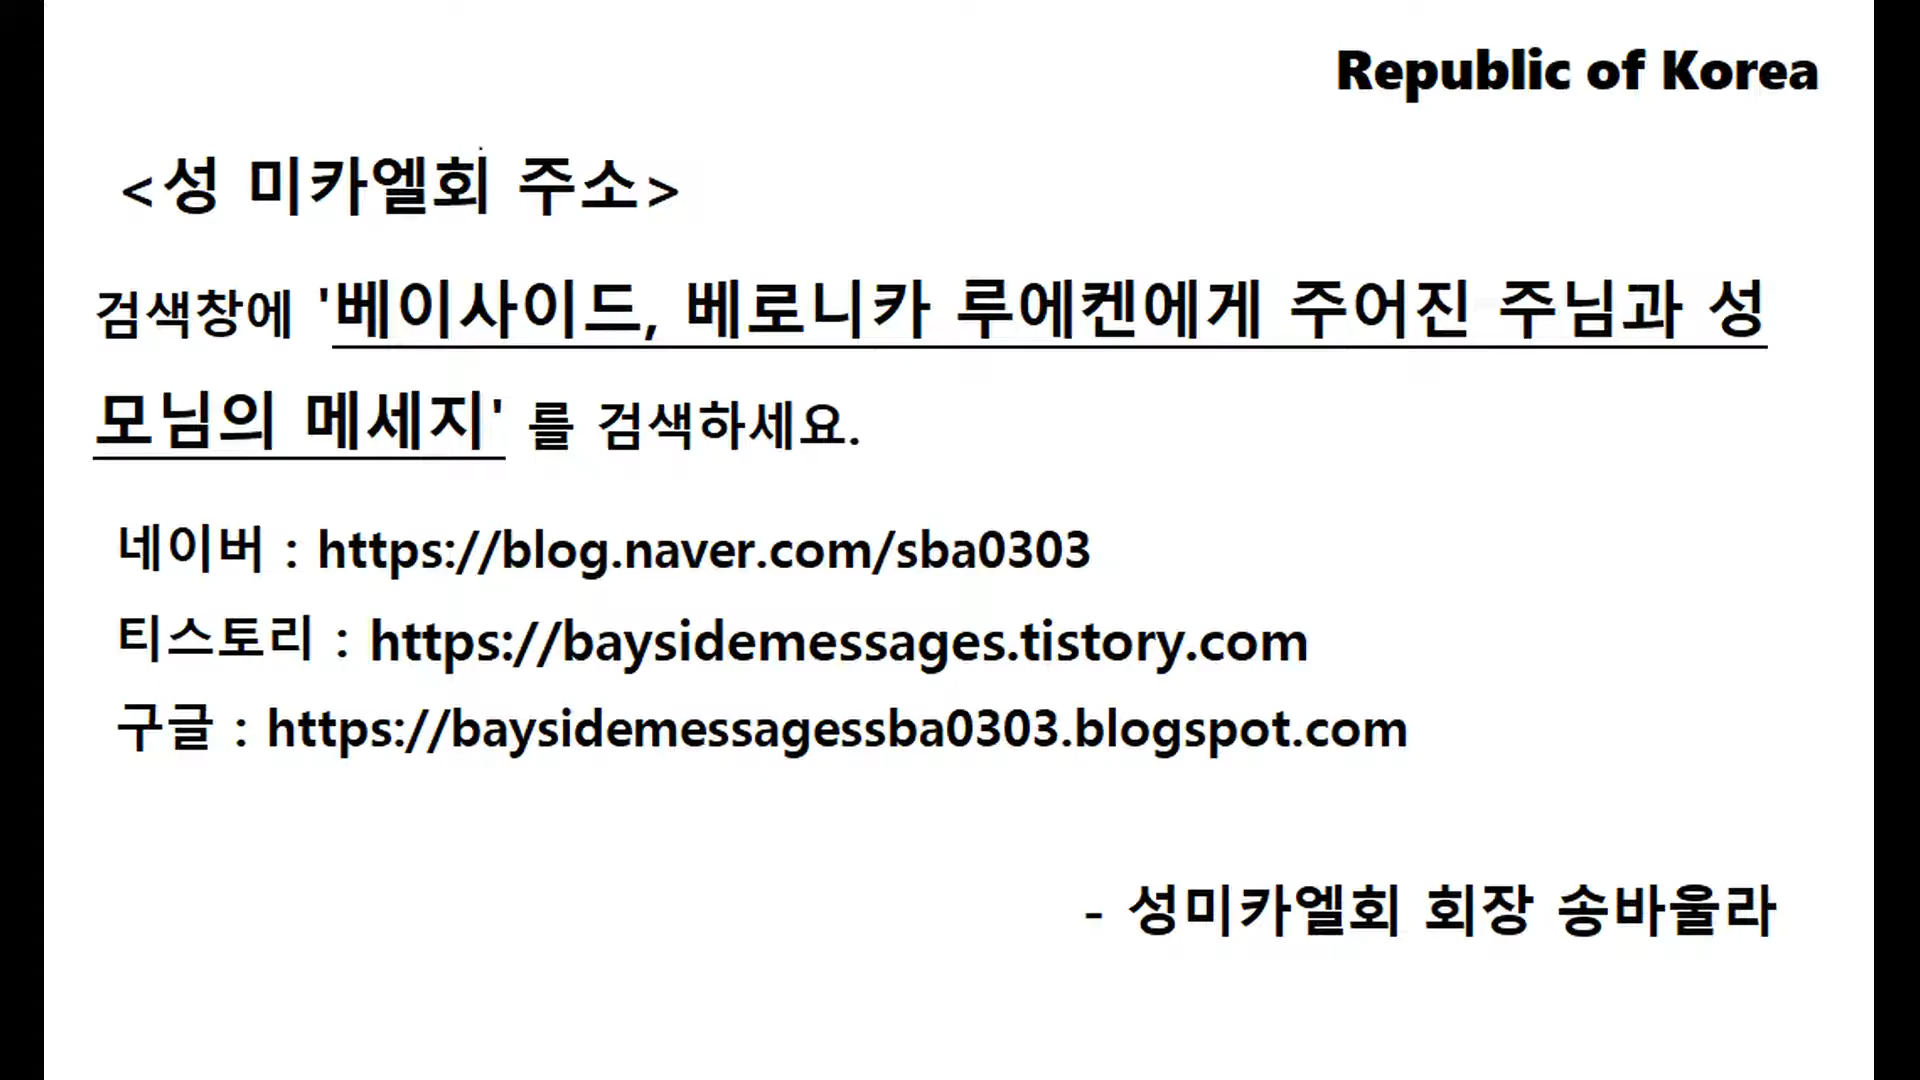 Republic of Korea
<성 미카엘회 주소>
검색창에 '베이사이드, 베로니카 루에켄에게 주어진 주님과 성
모님의 메세지' 를 검색하세요.
네이버 : https://blog.naver.com/sba0303
티스토리 : https://baysidemessages.tistory.com
구글 : https://baysidemessagessba0303.blogspot.com
- 성미카엘회 회장 송바울라